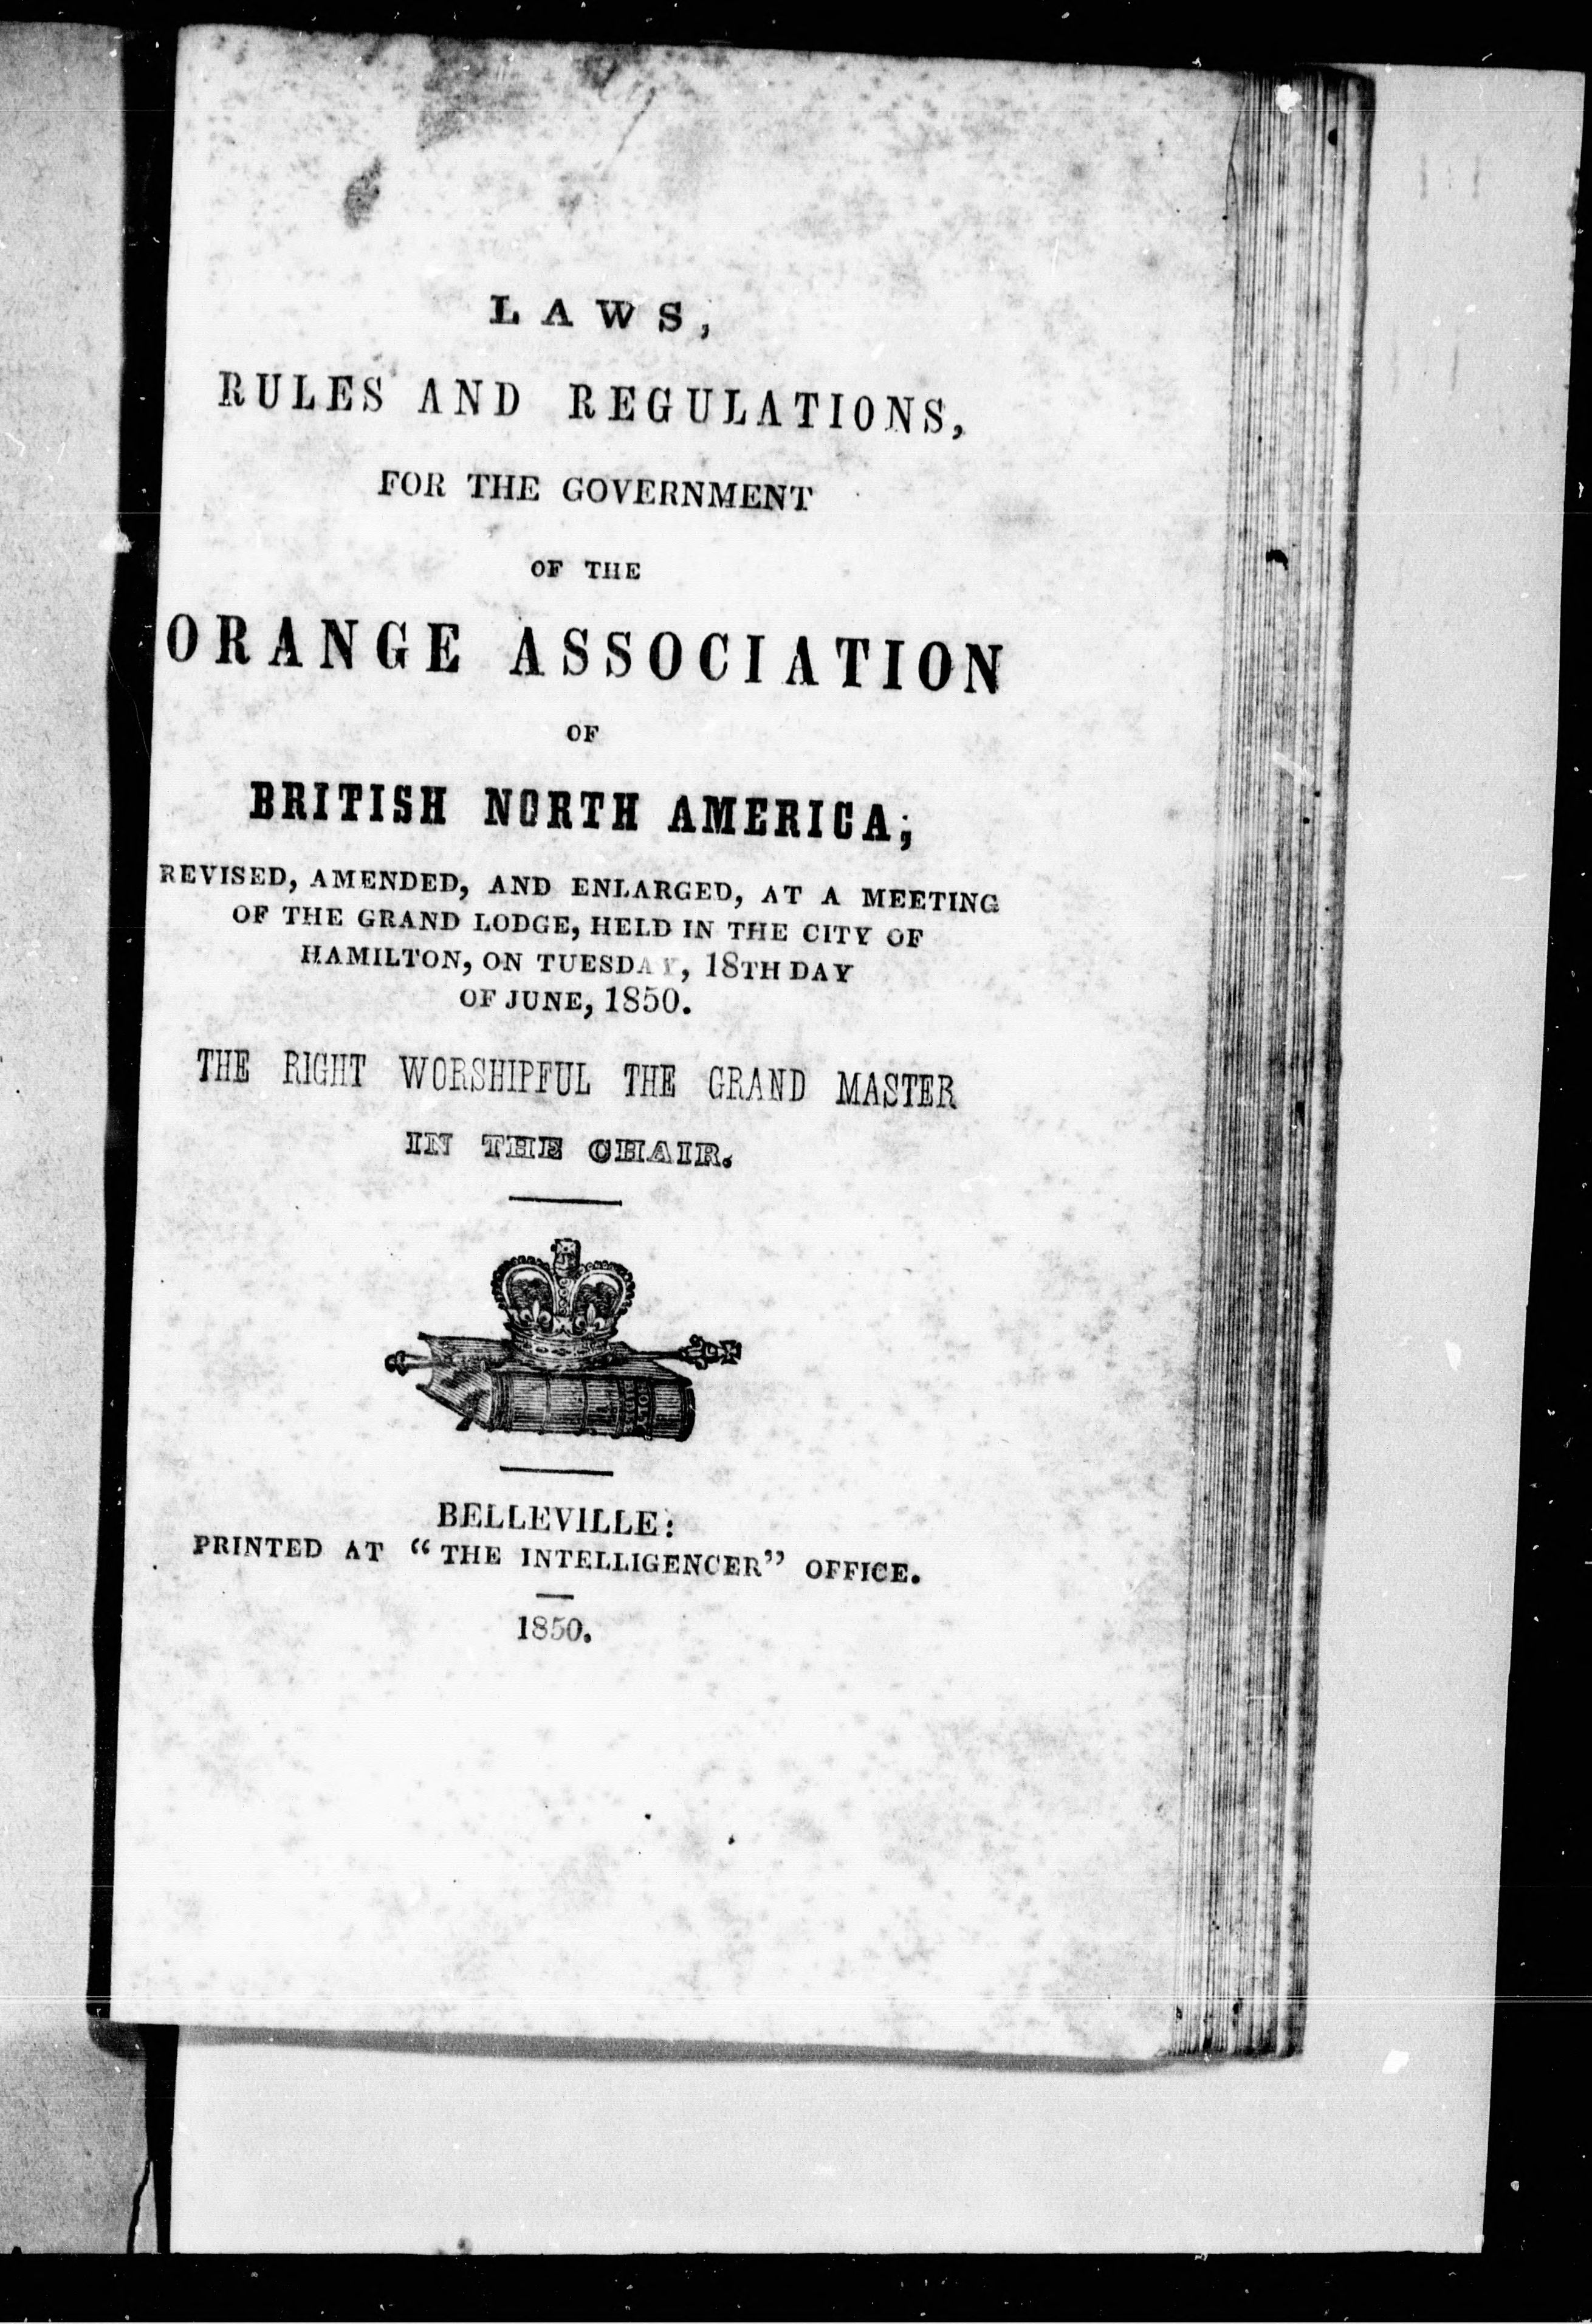 LAWS,
RULES AND REGULATIONS,
FOR THE GOVERNMENT
OF THE
ORANGE ASSOCIATION
OF
BRITISH NORTH AMERICA;
REVISED, AMENDED, AND ENLARGED, AT A MEETING
OF THE GRAND LODGE, HELD IN THE CITY OF
HAMILTON, ON TUESDAY, 18TH DAY
OF JUNE, 1850.
THE RIGHT WORSHIPFUL THE GRAND MASTER
IN THE CHAIR.
HOLY
BIBLE
BELLEVILLE:
PRINTED AT “THE INTELLIGENCER” OFFICE.
1850.